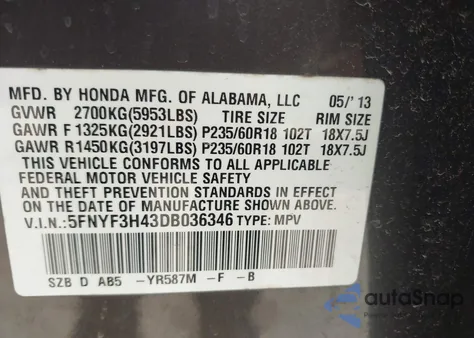 MFD. BY HONDA MFG. OF ALABAMA, LLC 05/' 13
GVWR 2700KG(5953LBS) TIRE SIZE RIM SIZE
GAWR F 1325KG(2921LBS) P235/60R18 102T 18X7.5J
GAWR R1450KG(3197LBS) P235/60R18 102T 18X7.5J
THIS VEHICLE CONFORMS TO ALL APPLICABLE
FEDERAL MOTOR VEHICLE SAFETY
AND THEFT PREVENTION STANDARDS IN EFFECT ON
THE DATE OF MANUFACTURE SHOWN ABOVE.
V.I.N.:5FNYF3H43DB036346 TYPE: MPV
SZB D AB5 -YR587M -F -B
autoSnap
Powered by AutoBidMaster